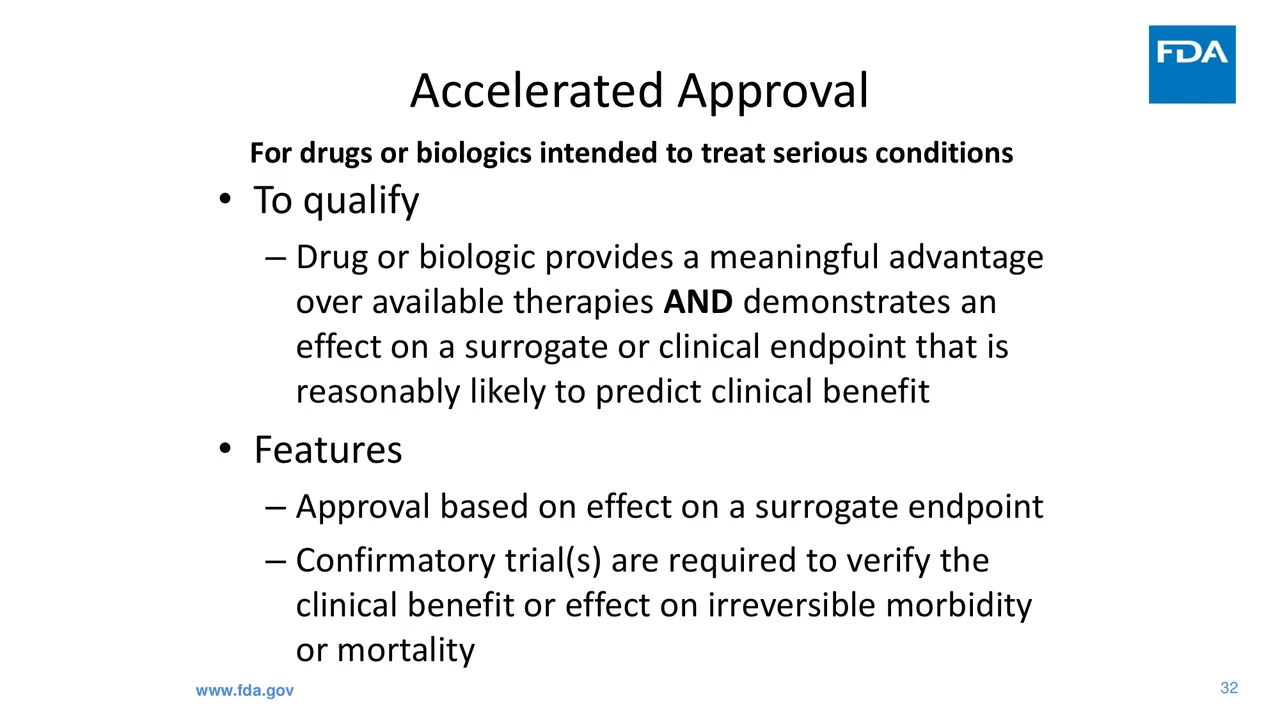 FDA
Accelerated Approval
For drugs or biologics intended to treat serious conditions
• To qualify
– Drug or biologic provides a meaningful advantage
over available therapies AND demonstrates an
effect on a surrogate or clinical endpoint that is
reasonably likely to predict clinical benefit
• Features
– Approval based on effect on a surrogate endpoint
– Confirmatory trial(s) are required to verify the
clinical benefit or effect on irreversible morbidity
or mortality
www.fda.gov
32